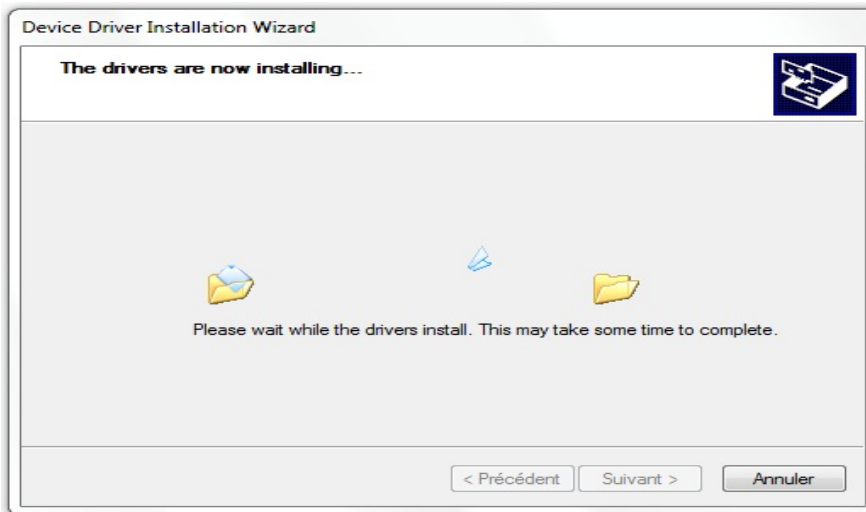 Device Driver Installation Wizard
The drivers are now installing...
Please wait while the drivers install. This may take some time to complete.
< Précédent
Suivant >
Annuler